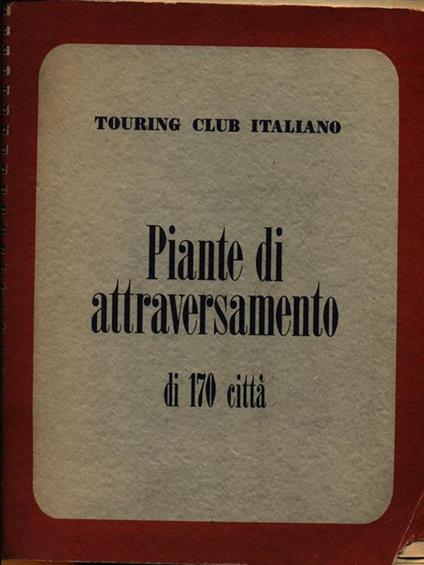 TOURING CLUB ITALIANO
Piante di
attraversamento
di 170 città